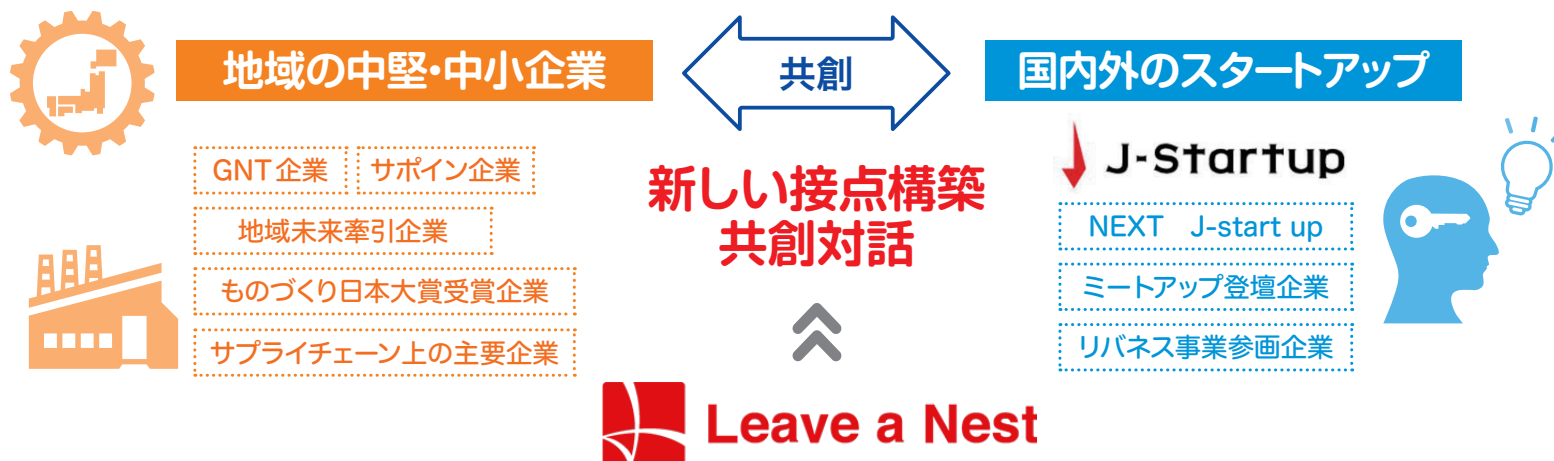 地域の中堅・中小企業
共創
国内外のスタートアップ
GNT企業
サポイン企業
地域未来牽引企業
ものづくり日本大賞受賞企業
サプライチェーン上の主要企業
新しい接点構築
共創対話
J-Startup
NEXT J-start up
ミートアップ登壇企業
リバネス事業参画企業
Leave a Nest